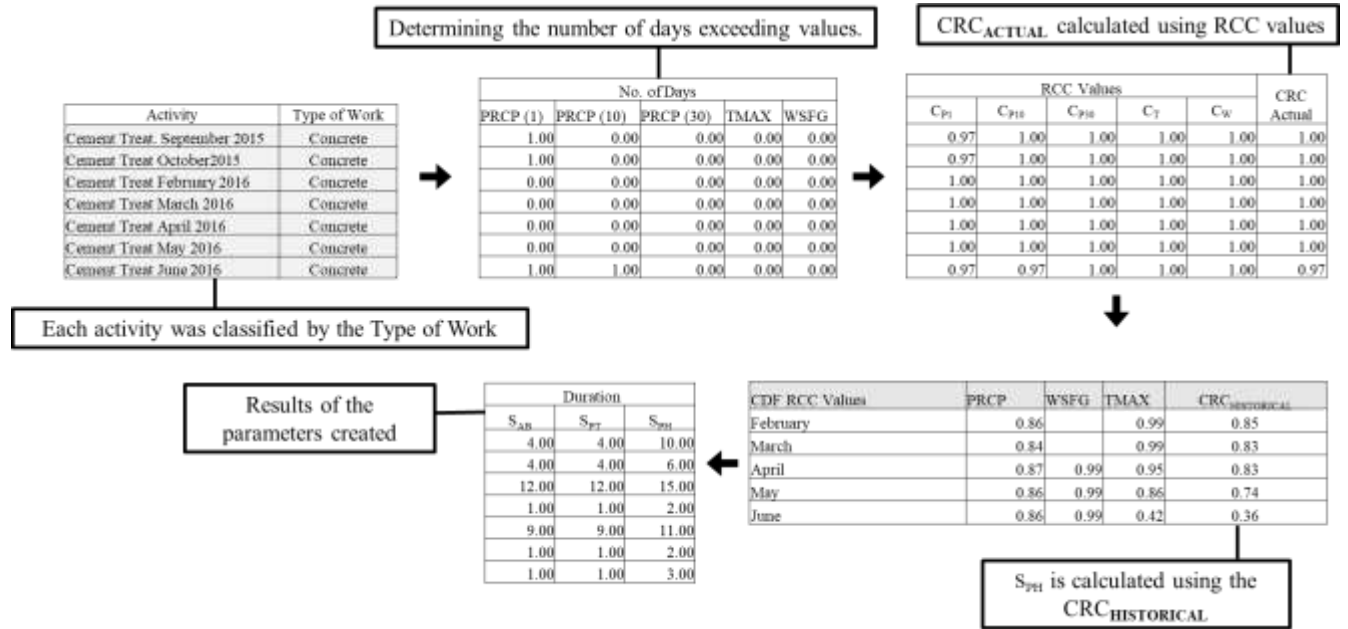 Determining the number of days exceeding values.
CRCACTUAL calculated using RCC values
Activity Type of Work
Cement Treat. September 2015 Concrete
Cement Treat October2015 Concrete
Cement Treat February 2016 Concrete
Cement Treat March 2016 Concrete
Cement Treat April 2016 Concrete
Cement Treat May 2016 Concrete
Cement Treat June 2016 Concrete
No. of Days
PRCP (1) PRCP (10) PRCP (30) TMAX WSFG
1.00 0.00 0.00 0.00 0.00
1.00 0.00 0.00 0.00 0.00
0.00 0.00 0.00 0.00 0.00
0.00 0.00 0.00 0.00 0.00
0.00 0.00 0.00 0.00 0.00
0.00 0.00 0.00 0.00 0.00
1.00 1.00 0.00 0.00 0.00
RCC Values CRC Actual
CP1 CP10 CP30 CT CW
0.97 1.00 1.00 1.00 1.00 1.00
0.97 1.00 1.00 1.00 1.00 1.00
1.00 1.00 1.00 1.00 1.00 1.00
1.00 1.00 1.00 1.00 1.00 1.00
1.00 1.00 1.00 1.00 1.00 1.00
1.00 1.00 1.00 1.00 1.00 1.00
0.97 0.97 1.00 1.00 1.00 0.97
Each activity was classified by the Type of Work
Results of the
parameters created
Duration
SAB SPT SPH
4.00 4.00 10.00
4.00 4.00 6.00
12.00 12.00 15.00
1.00 1.00 2.00
9.00 9.00 11.00
1.00 1.00 2.00
1.00 1.00 3.00
CDF RCC Values PRCP WSFG TMAX CRCHISTORICAL
February 0.86 0.99 0.85
March 0.84 0.99 0.83
April 0.87 0.99 0.95 0.83
May 0.86 0.99 0.86 0.74
June 0.86 0.99 0.42 0.36
SPH is calculated using the
CRCHISTORICAL